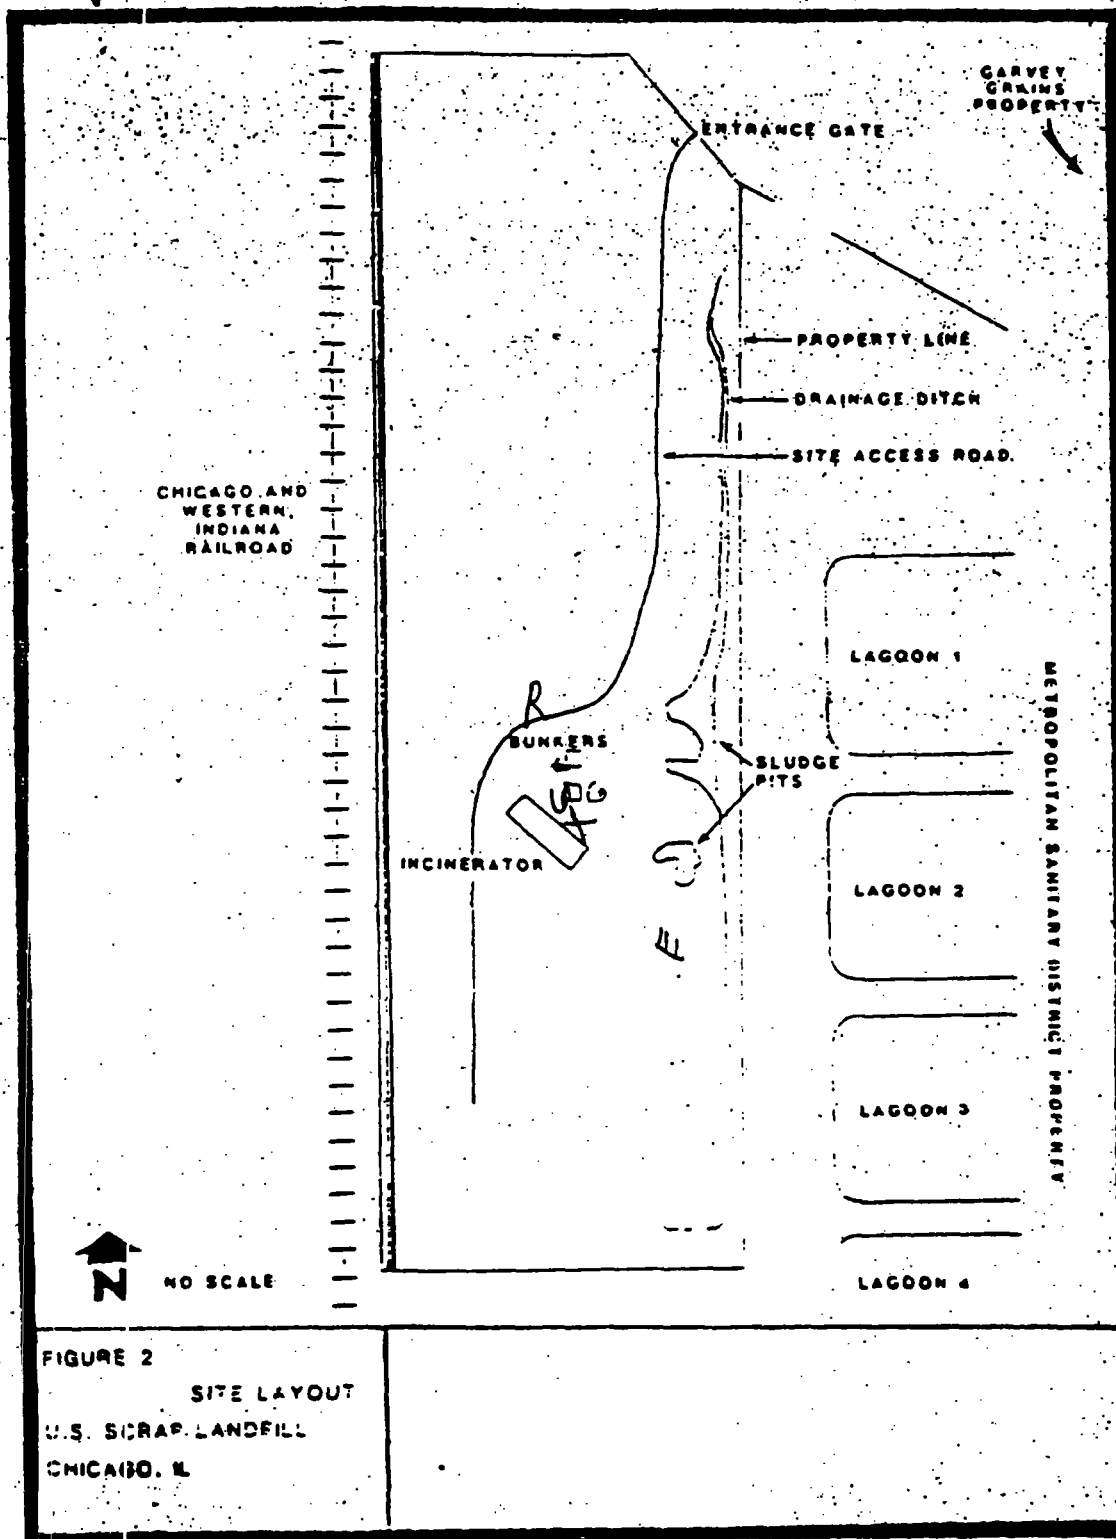 GARVEY
GRAINS
PROPERTY
ENTRANCE GATE
PROPERTY LINE
DRAINAGE DITCH
SITE ACCESS ROAD
CHICAGO AND
WESTERN
INDIANA
RAILROAD
LAGOON 1
METROPOLITAN SANITARY DISTRICT PROPERTY
R
BUNKERS
SLUDGE
PITS
G
INCINERATOR
LAGOON 2
E
LAGOON 3
N
NO SCALE
LAGOON 4
FIGURE 2
SITE LAYOUT
U.S. SCRAP LANDFILL
CHICAGO, IL